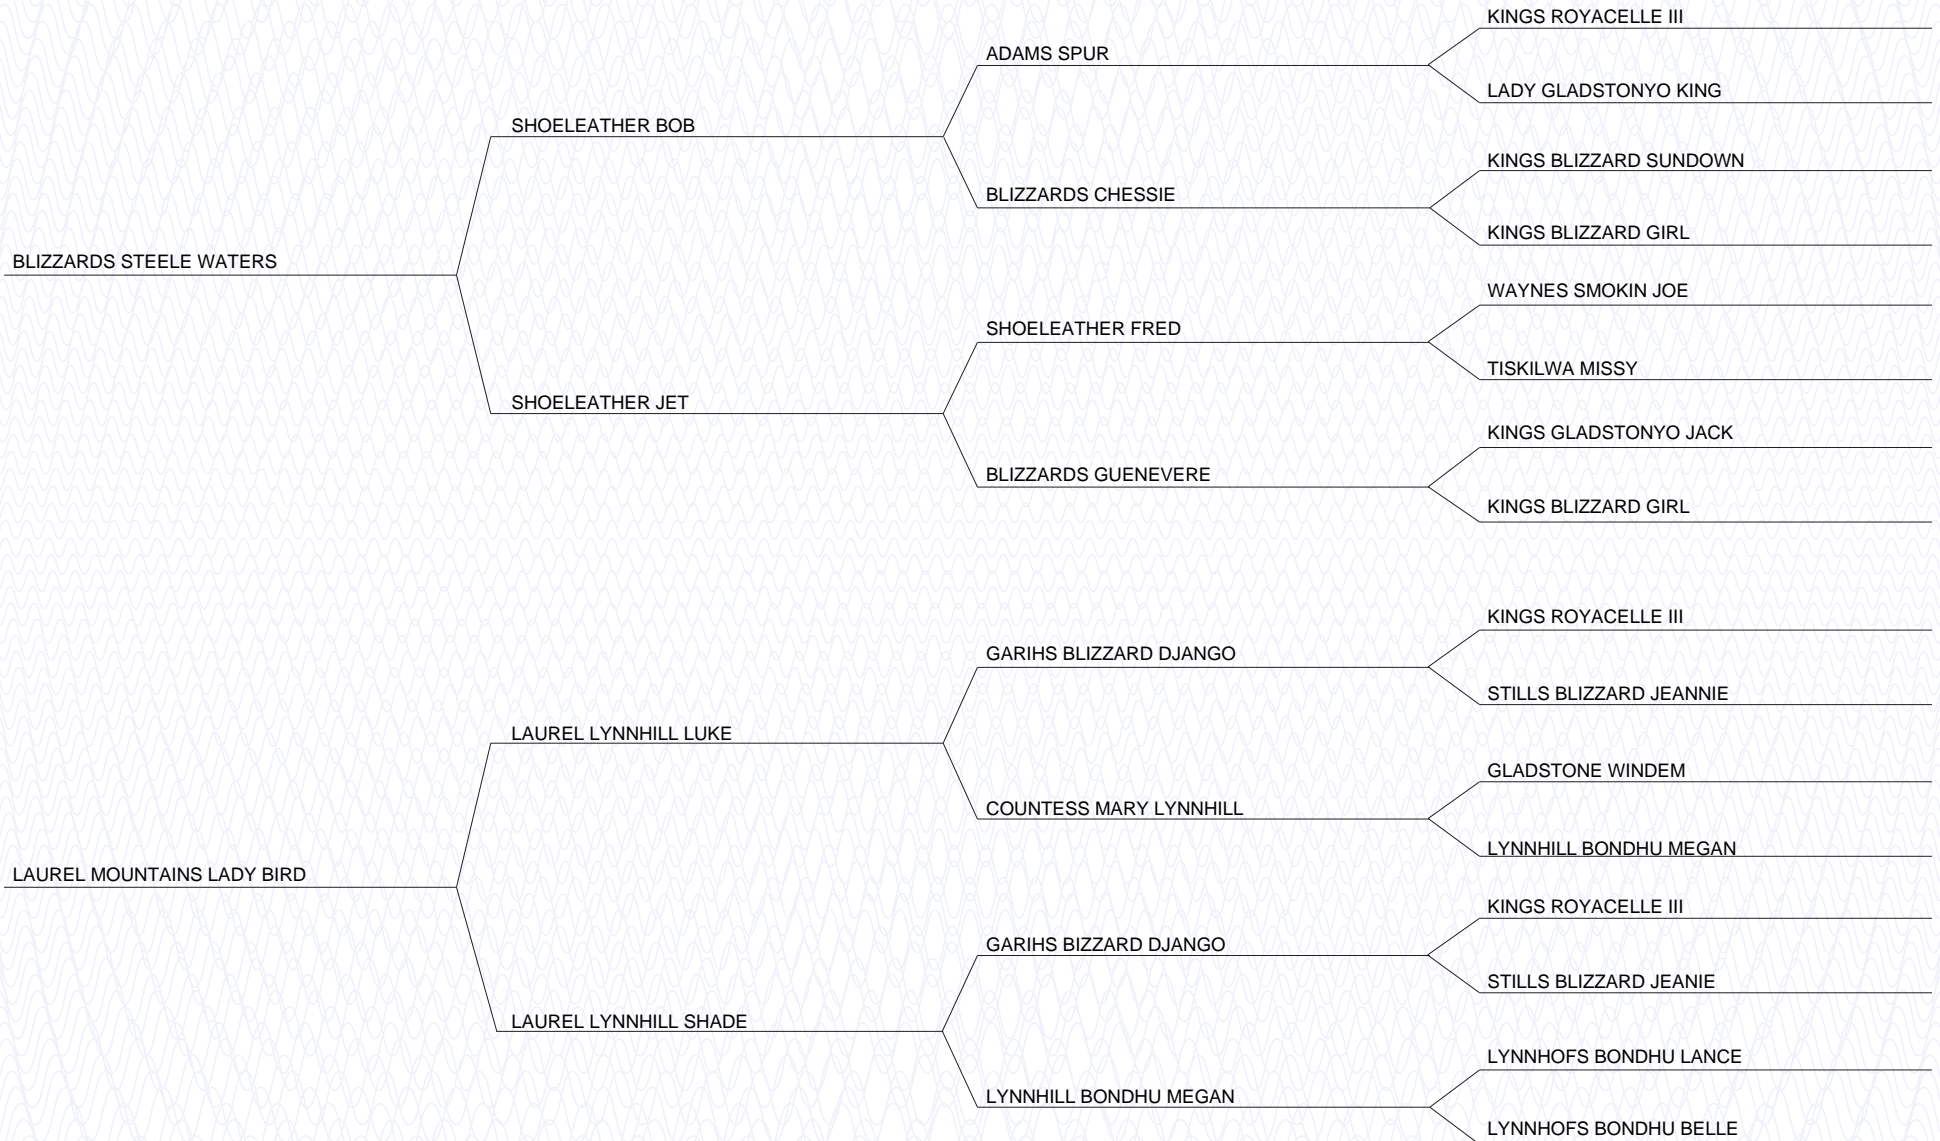 KINGS ROYACELLE III
ADAMS SPUR
LADY GLADSTONYO KING
SHOELEATHER BOB
KINGS BLIZZARD SUNDOWN
BLIZZARDS CHESSIE
KINGS BLIZZARD GIRL
BLIZZARDS STEELE WATERS
WAYNES SMOKIN JOE
SHOELEATHER FRED
TISKILWA MISSY
SHOELEATHER JET
KINGS GLADSTONYO JACK
BLIZZARDS GUENEVERE
KINGS BLIZZARD GIRL
KINGS ROYACELLE III
GARIHS BLIZZARD DJANGO
STILLS BLIZZARD JEANNIE
LAUREL LYNNHILL LUKE
GLADSTONE WINDEM
COUNTESS MARY LYNNHILL
LYNNHILL BONDHU MEGAN
LAUREL MOUNTAINS LADY BIRD
KINGS ROYACELLE III
GARIHS BIZZARD DJANGO
STILLS BLIZZARD JEANIE
LAUREL LYNNHILL SHADE
LYNNHOFS BONDHU LANCE
LYNNHILL BONDHU MEGAN
LYNNHOFS BONDHU BELLE